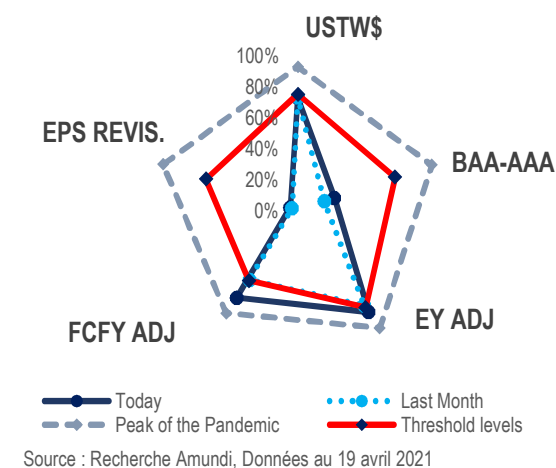 USTW$
100%
80%
60%
40%
20%
0%
EPS REVIS.
BAA-AAA
FCFY ADJ
EY ADJ
Today
Last Month
Peak of the Pandemic
Threshold levels
Source : Recherche Amundi, Données au 19 avril 2021